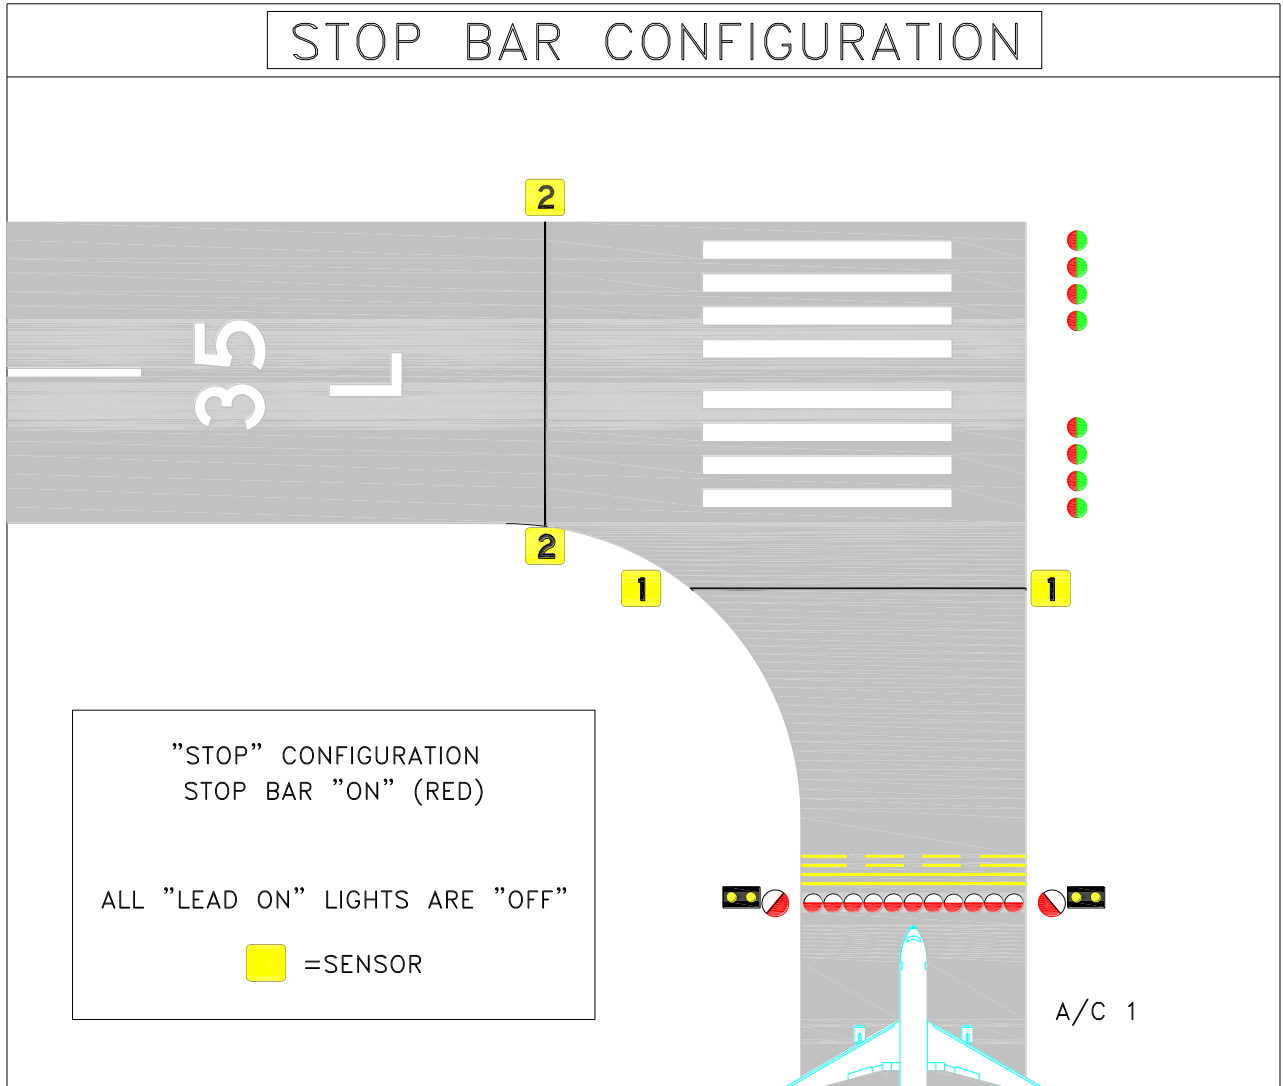 STOP BAR CONFIGURATION
2
35
L
2
1
1
"STOP" CONFIGURATION
STOP BAR "ON" (RED)
ALL "LEAD ON" LIGHTS ARE "OFF"
=SENSOR
A/C 1